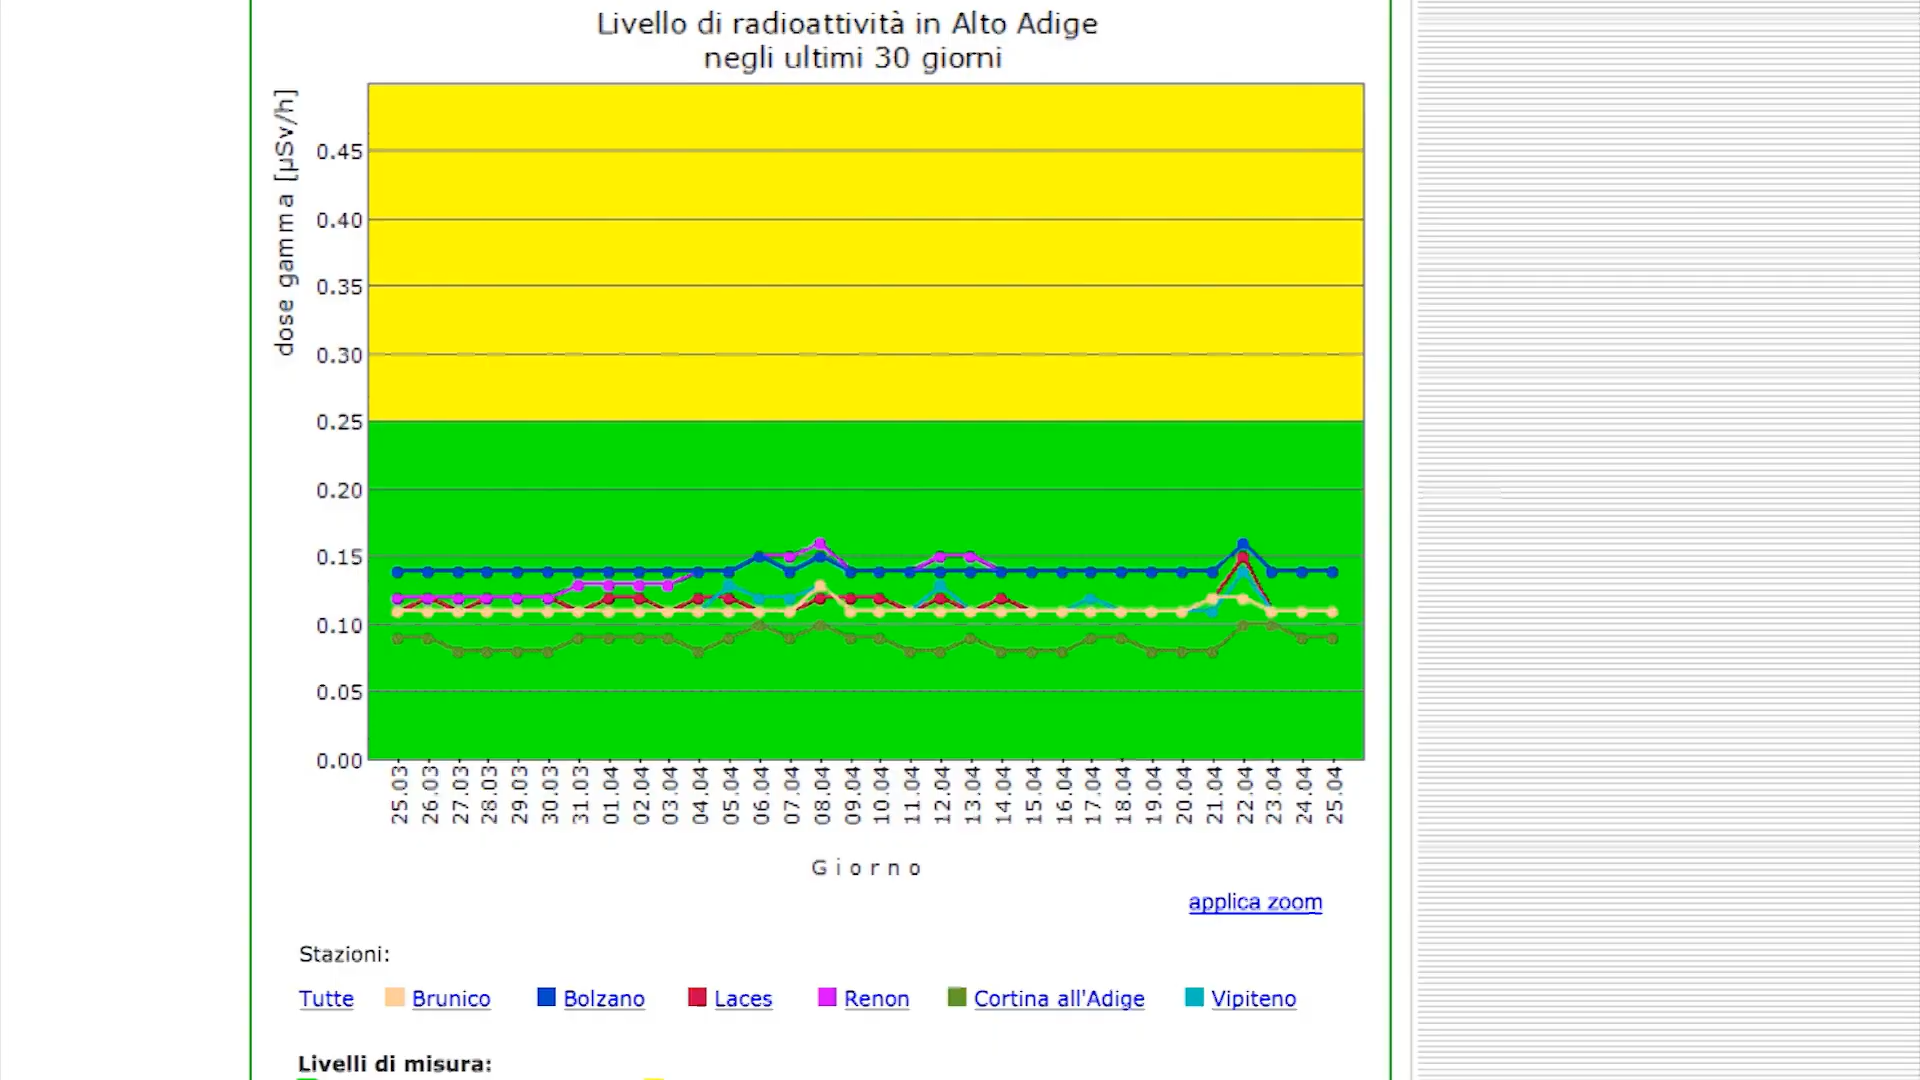 Livello di radioattività in Alto Adige
negli ultimi 30 giorni
dose gamma [µSv/h]
0.45
0.40
0.35
0.30
0.25
0.20
0.15
0.10
0.05
0.00
25.03 26.03 27.03 28.03 29.03 30.03 31.03 01.04 02.04 03.04 04.04 05.04 06.04 07.04 08.04 09.04 10.04 11.04 12.04 13.04 14.04 15.04 16.04 17.04 18.04 19.04 20.04 21.04 22.04 23.04 24.04 25.04
Giorno
applica zoom
Stazioni:
Tutte Brunico Bolzano Laces Renon Cortina all'Adige Vipiteno
Livelli di misura: